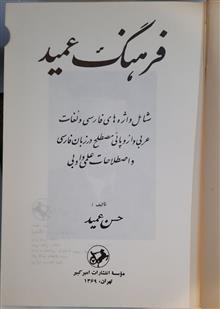 فرهنگ عمید
شامل واژه های فارسی و لغات
عربی و اروپائی مصطلح در زبان فارسی
و اصطلاحات علمی و ادبی
تألیف :
حسن عمید
مؤسسهٔ انتشارات امیرکبیر
تهران، ۱۳۶۹